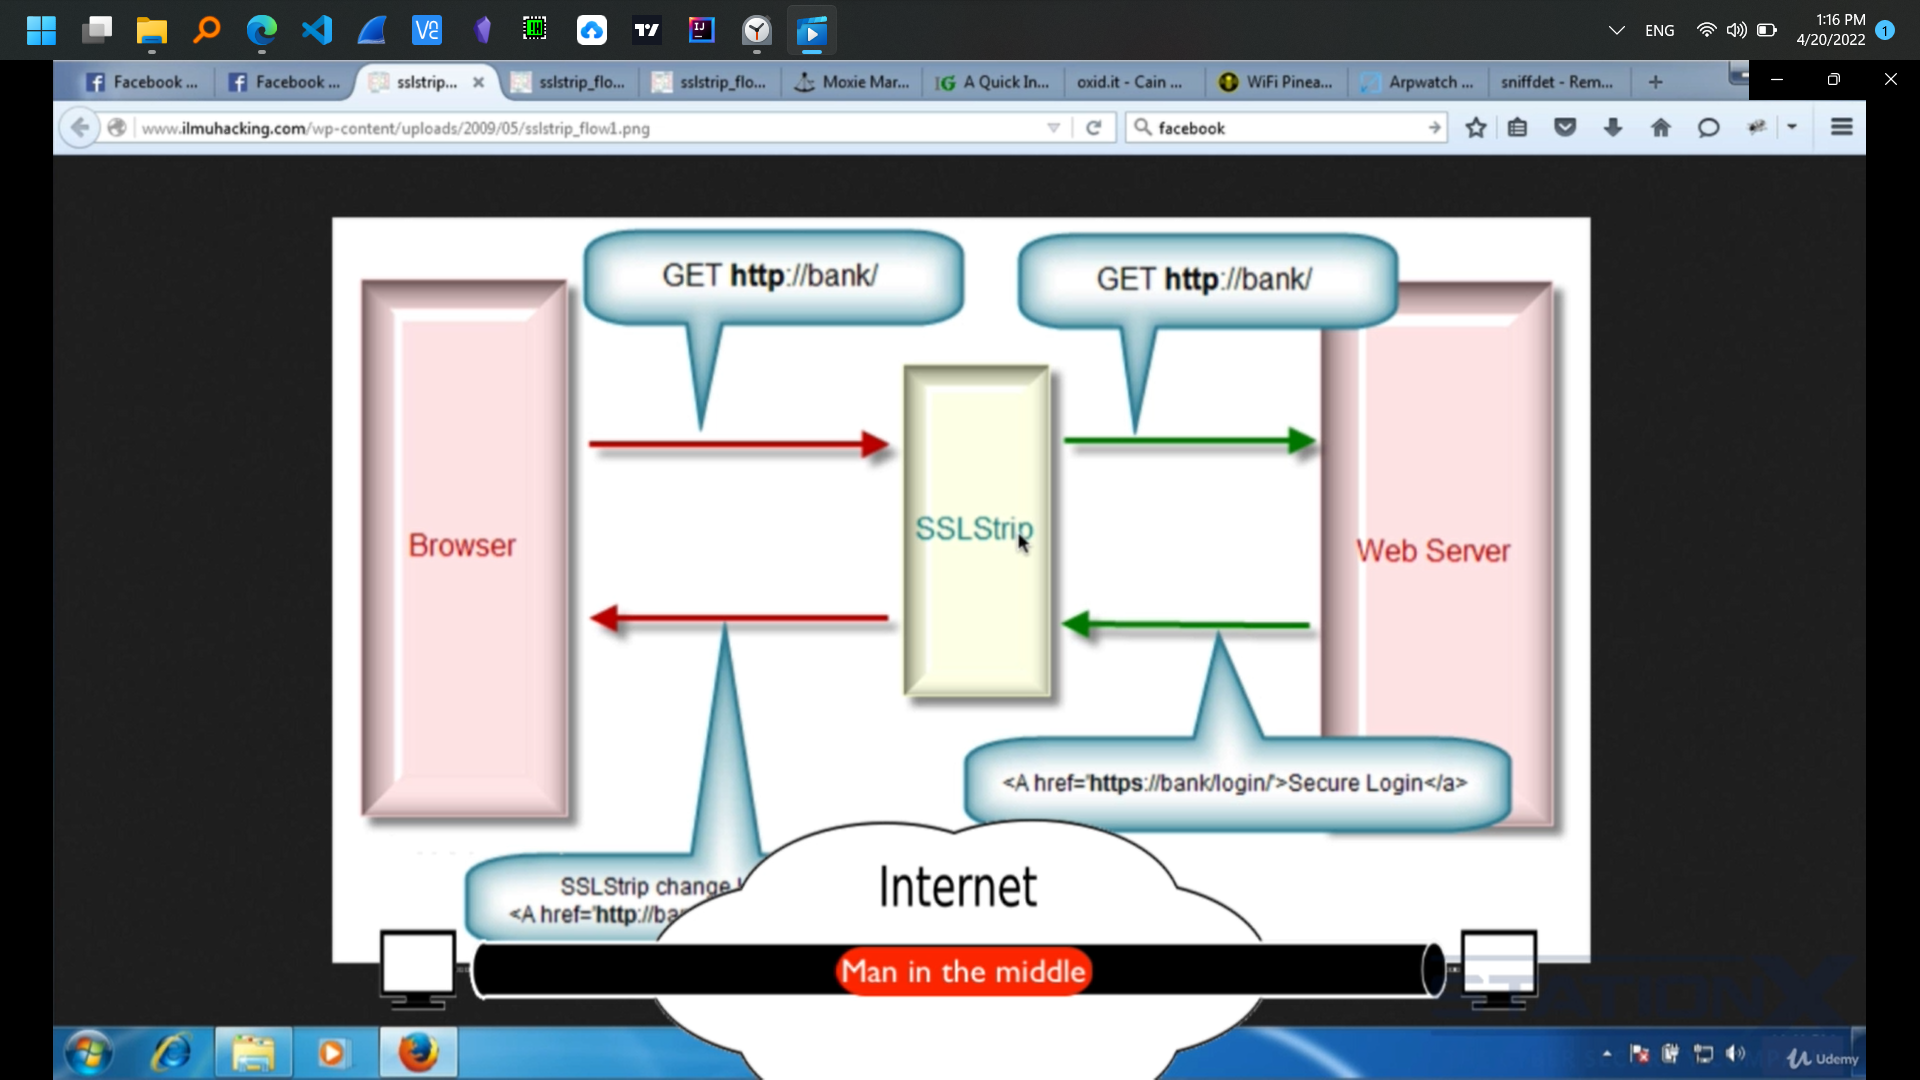 ENG
1:16 PM
4/20/2022
1
Facebook ...
Facebook ...
sslstrip...
sslstrip_flo...
sslstrip_flo...
Moxie Mar...
A Quick In...
oxid.it - Cain ...
WiFi Pinea...
Arpwatch ...
sniffdet - Rem...
www.ilmuhacking.com/wp-content/uploads/2009/05/sslstrip_flow1.png
facebook
GET http://bank/
GET http://bank/
Browser
SSLStrip
Web Server
<A href='https://bank/login/'>Secure Login</a>
SSLStrip change
<A href='http://ba
Internet
Man in the middle
STATIONX
Udemy